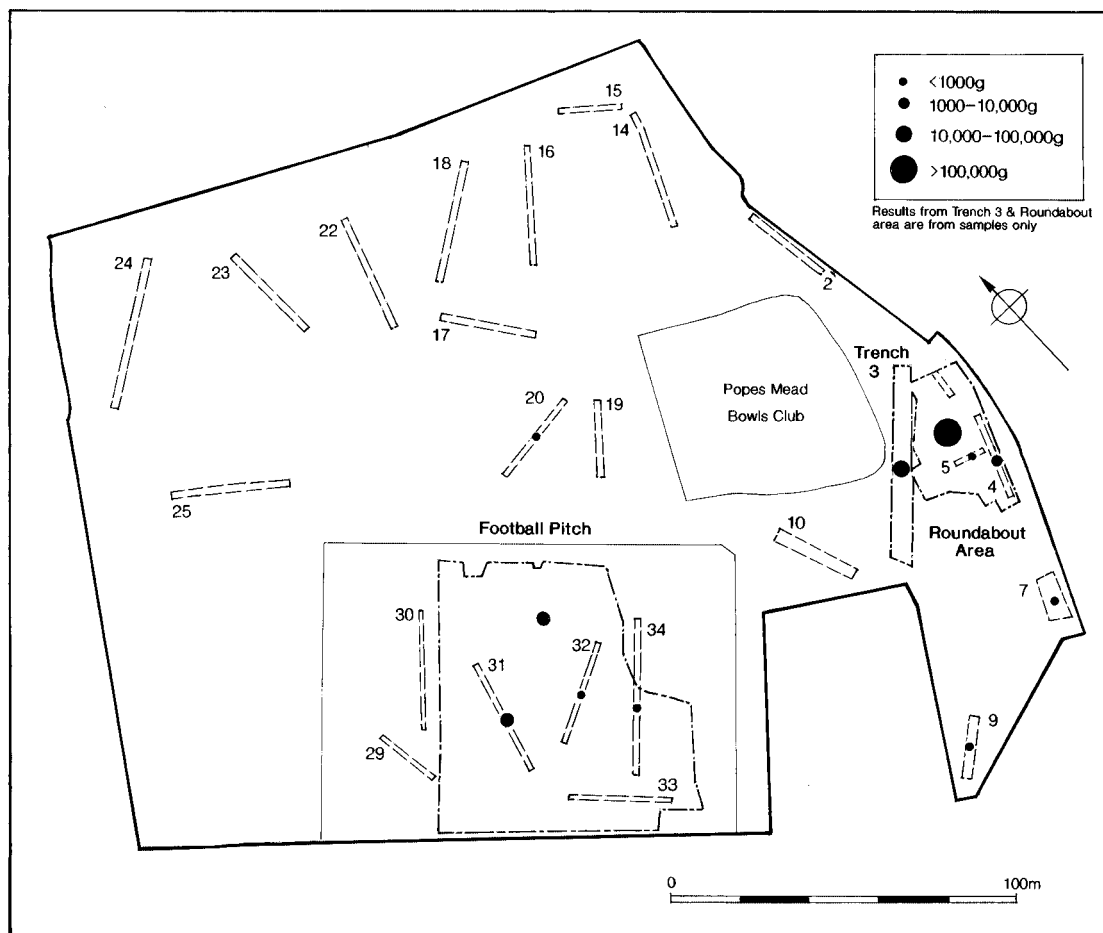 15
14
16
18
22
23
24
17
2
<1000g
1000–10,000g
10,000–100,000g
>100,000g
Results from Trench 3 & Roundabout
area are from samples only
Trench
3
Popes Mead
Bowls Club
20
19
5
4
25
Roundabout
Area
10
Football Pitch
7
30
31
32
34
29
33
9
0
100m